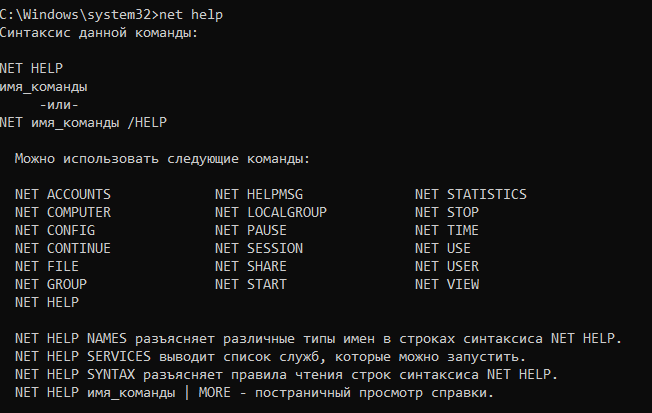 C:\Windows\system32>net help
Синтаксис данной команды:
NET HELP
имя_команды
-или-
NET имя_команды /HELP
Можно использовать следующие команды:
NET ACCOUNTS NET HELPMSG NET STATISTICS
NET COMPUTER NET LOCALGROUP NET STOP
NET CONFIG NET PAUSE NET TIME
NET CONTINUE NET SESSION NET USE
NET FILE NET SHARE NET USER
NET GROUP NET START NET VIEW
NET HELP
NET HELP NAMES разъясняет различные типы имен в строках синтаксиса NET HELP.
NET HELP SERVICES выводит список служб, которые можно запустить.
NET HELP SYNTAX разъясняет правила чтения строк синтаксиса NET HELP.
NET HELP имя_команды | MORE - постраничный просмотр справки.